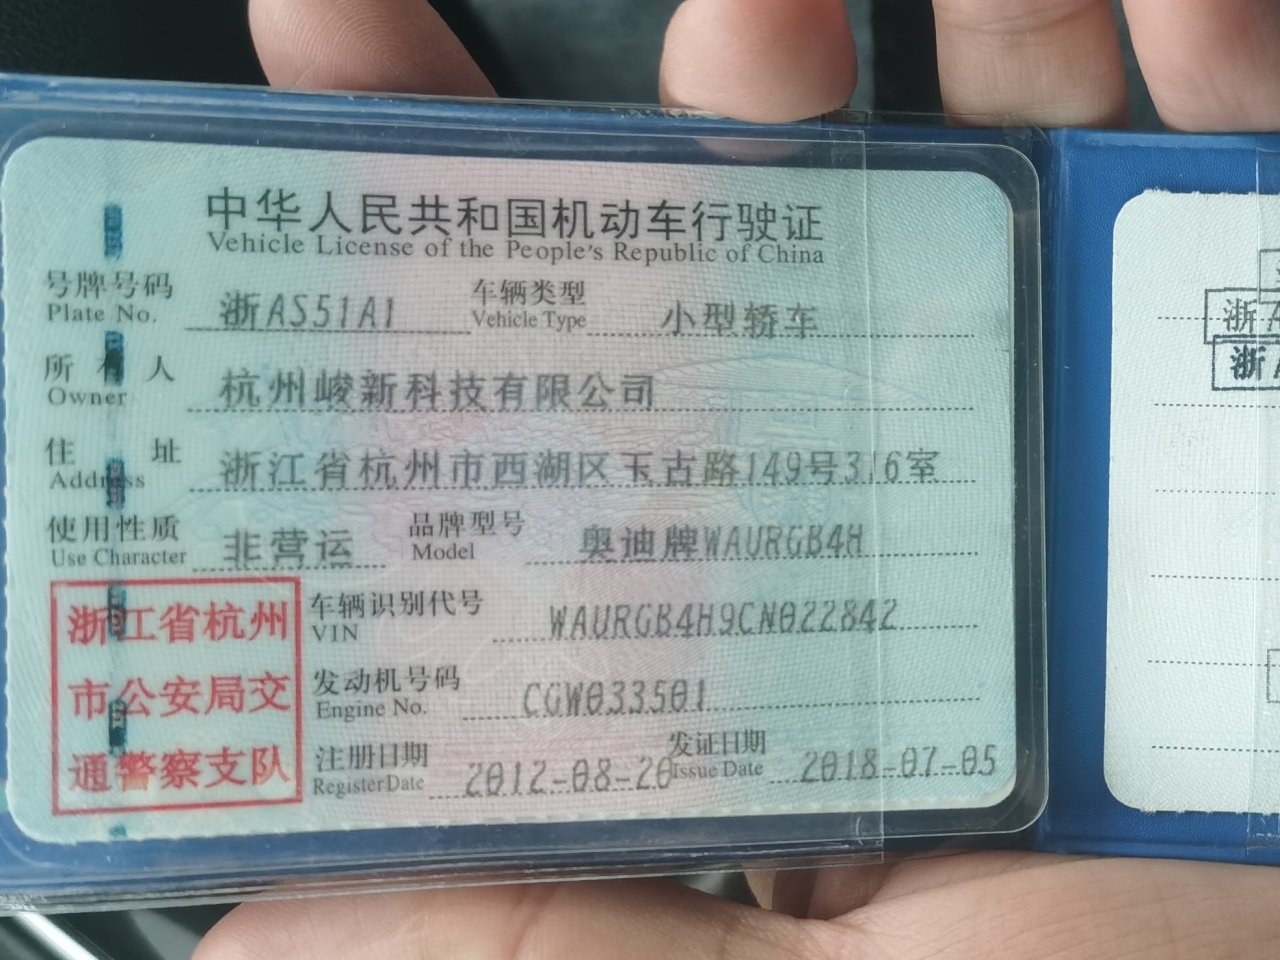 中华人民共和国机动车行驶证
Vehicle License of the People's Republic of China
号牌号码 浙AS51A1 车辆类型 小型轿车
Plate No. Vehicle Type
所有人 杭州峻新科技有限公司
Owner
住址 浙江省杭州市西湖区玉古路149号316室
Address
使用性质 非营运 品牌型号 奥迪牌WAURGB4H
Use Character Model
浙江省杭州
市公安局交
通警察支队
车辆识别代号 WAURGB4H9CN022842
VIN
发动机号码 CGW033501
Engine No.
注册日期 2012-08-20 发证日期 2018-07-05
Register Date Issue Date
浙A
浙A